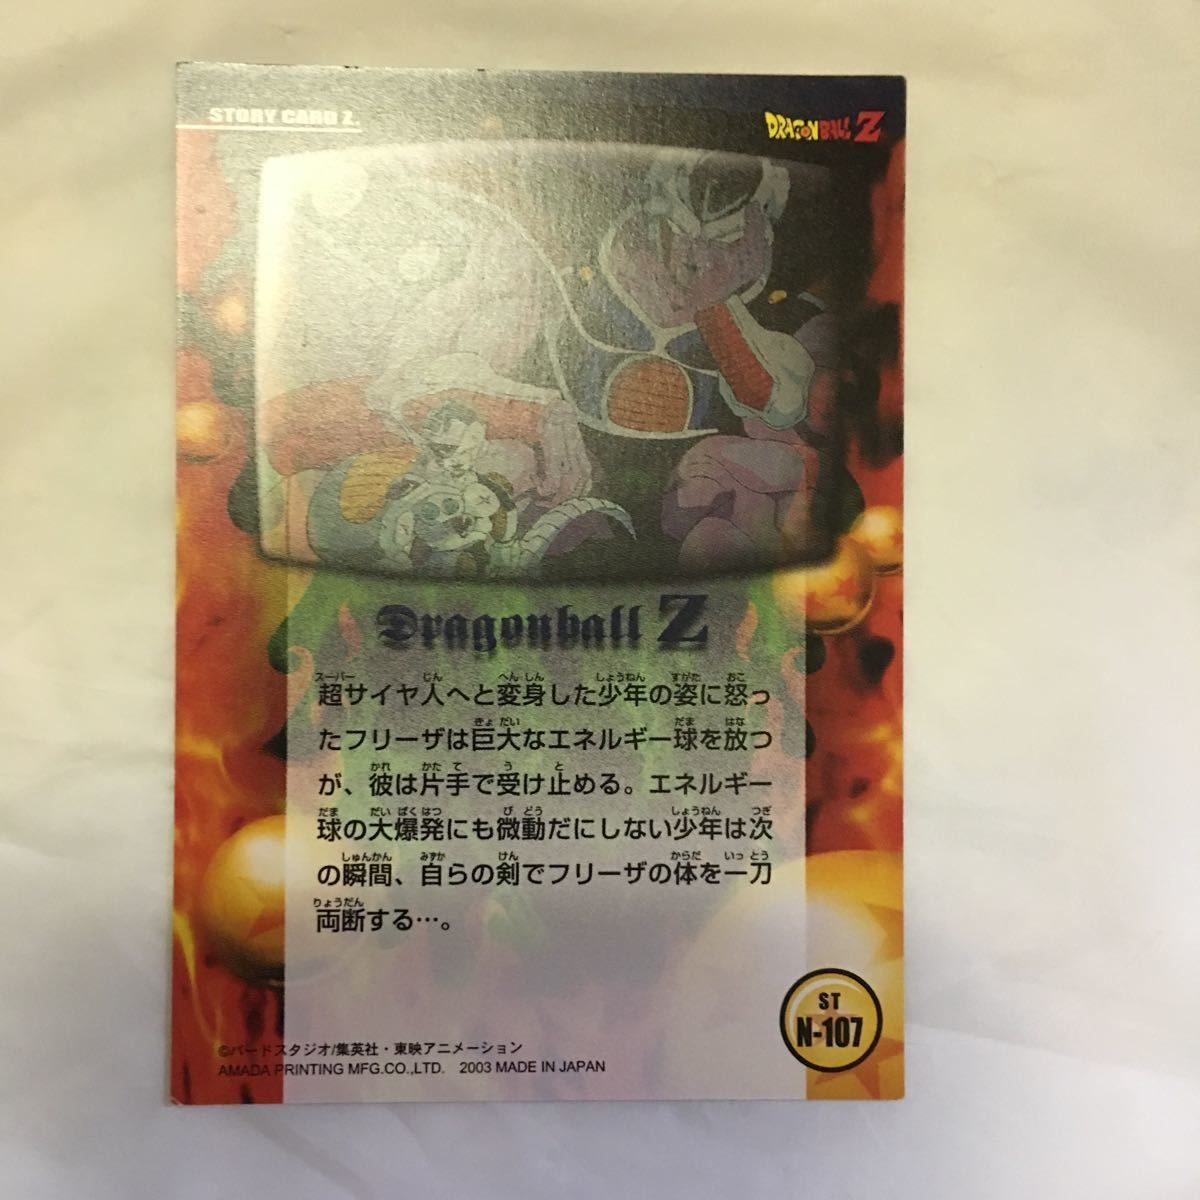 STORY CARD Z.
DRAGON BALL Z
Dragonball Z
超サイヤ人へと変身した少年の姿に怒っ
たフリーザは巨大なエネルギー球を放つ
が、彼は片手で受け止める。エネルギー
球の大爆発にも微動だにしない少年は次
の瞬間、自らの剣でフリーザの体を一刀
両断する…。
ST
N-107
©バードスタジオ/集英社・東映アニメーション
AMADA PRINTING MFG.CO.,LTD. 2003 MADE IN JAPAN